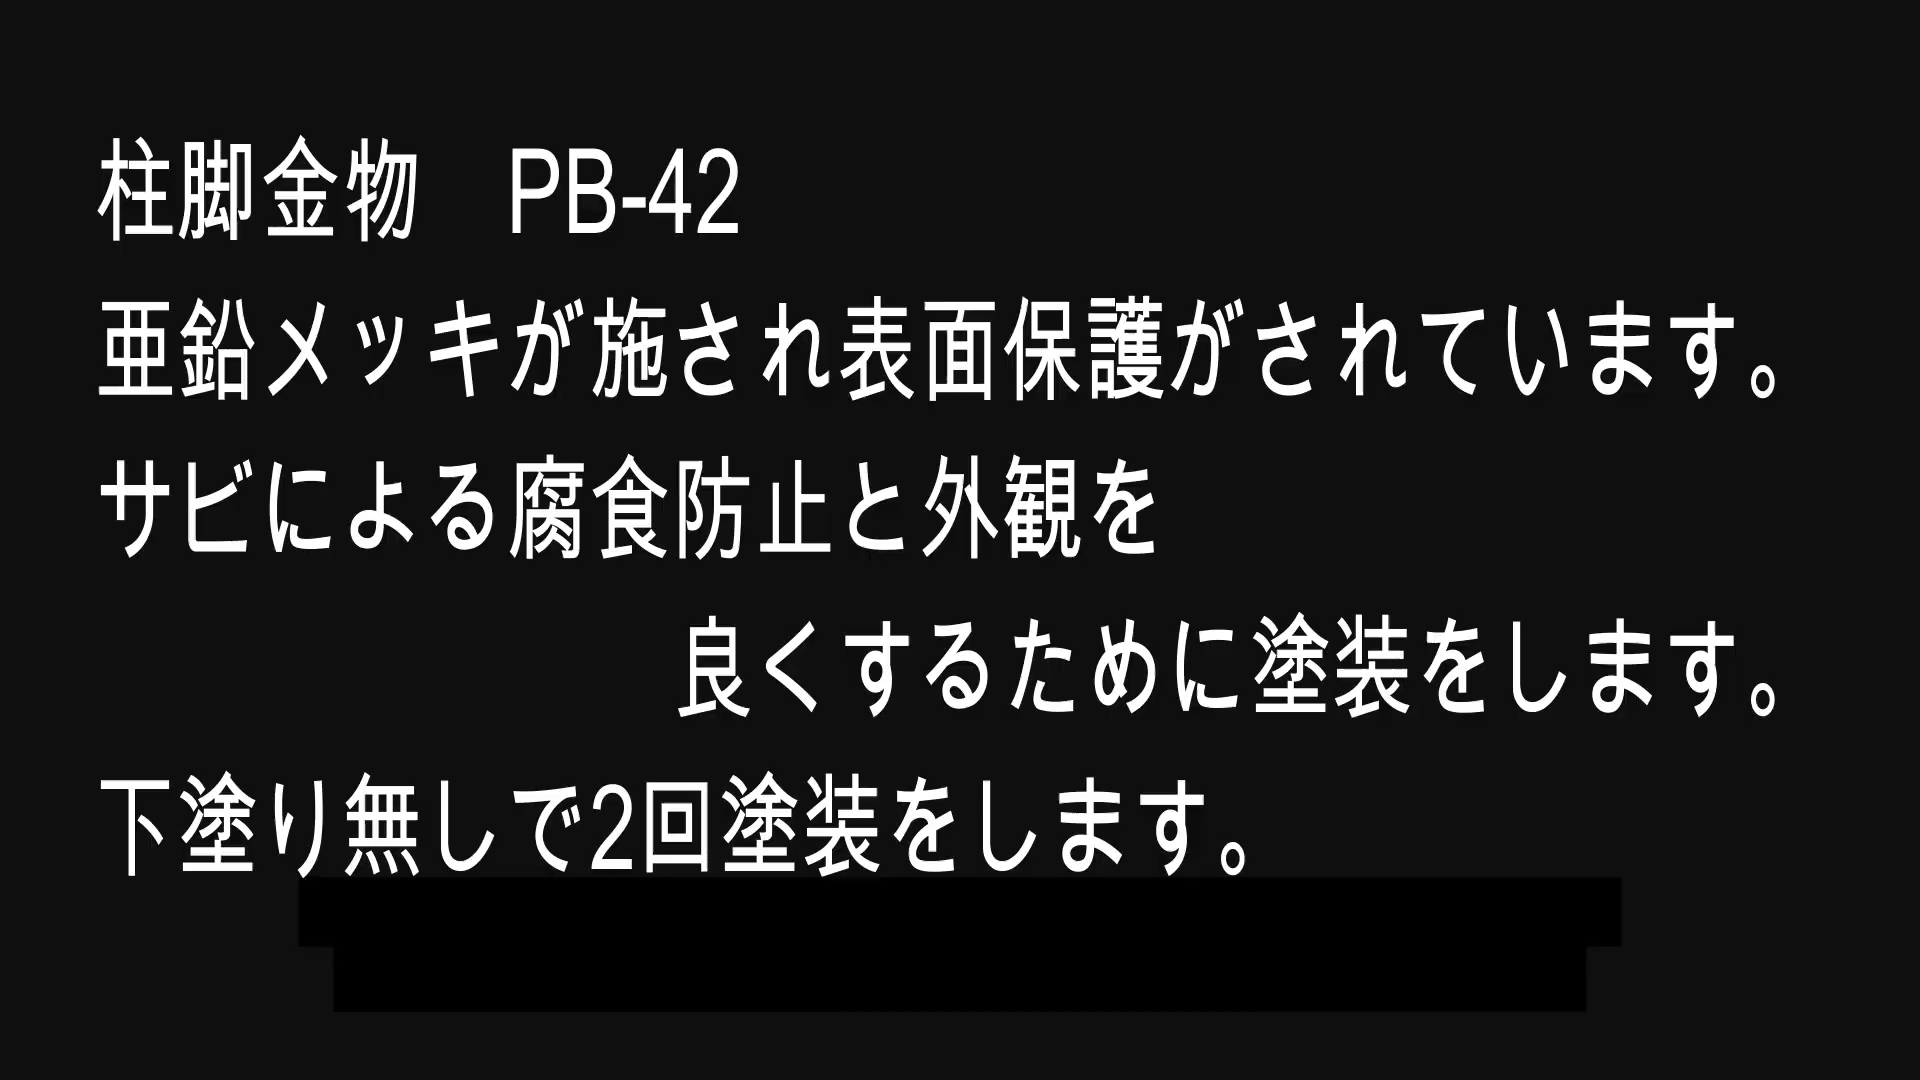 柱脚金物　PB-42
亜鉛メッキが施され表面保護がされています。
サビによる腐食防止と外観を
良くするために塗装をします。
下塗り無しで2回塗装をします。